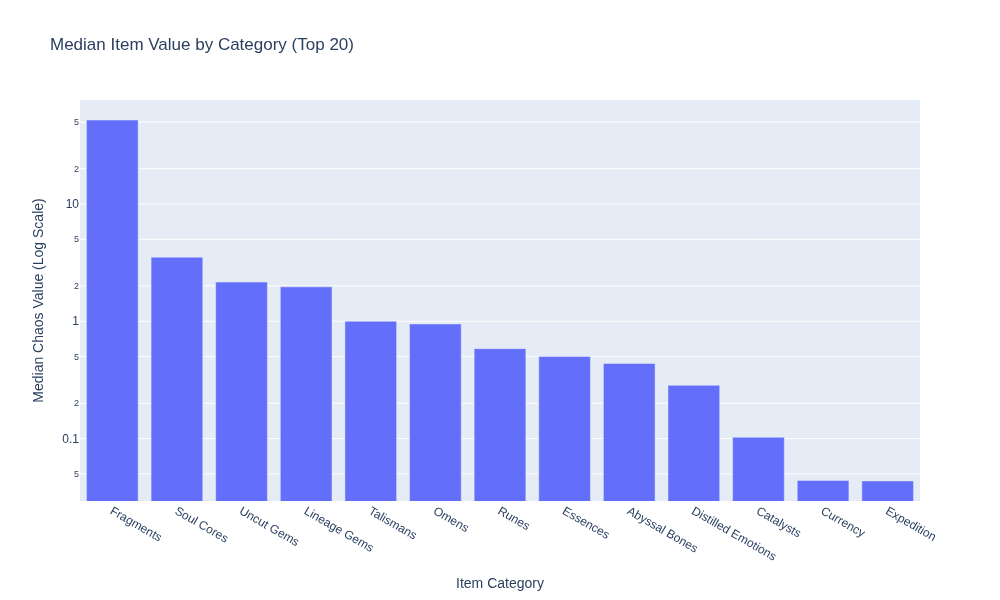 Median Item Value by Category (Top 20)
Median Chaos Value (Log Scale)
5
2
10
5
2
1
5
2
0.1
5
Fragments
Soul Cores
Uncut Gems
Lineage Gems
Talismans
Omens
Runes
Essences
Abyssal Bones
Distilled Emotions
Catalysts
Currency
Expedition
Item Category